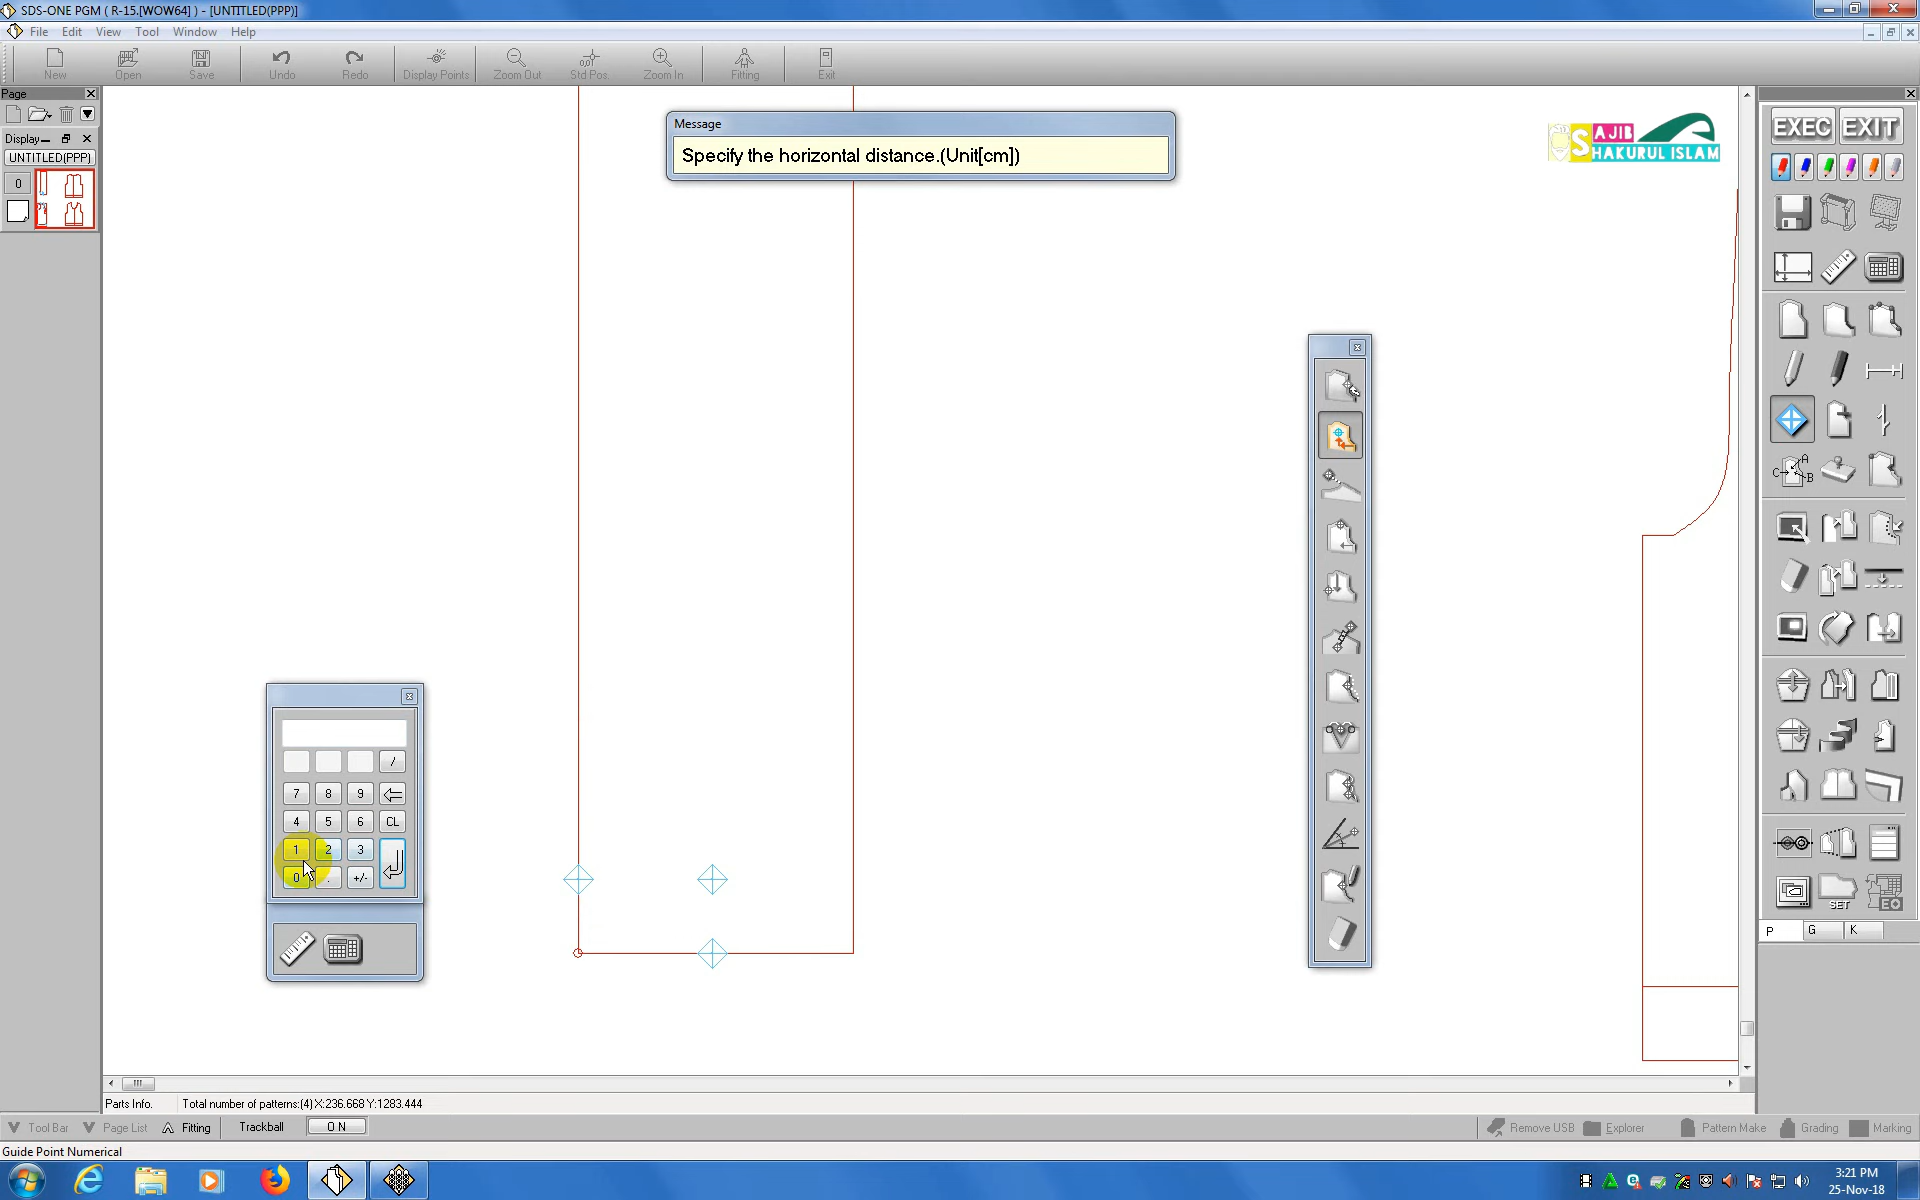 SDS-ONE PGM ( R-15.[WOW64] ) - [UNTITLED(PPP)]
File Edit View Tool Window Help
New Open Save Undo Redo Display Points Zoom Out Std Pos. Zoom In Fitting Exit
Page
Display
UNTITLED(PPP)
0
Message
Specify the horizontal distance.(Unit[cm])
S AJIB
HAKURUL ISLAM
EXEC EXIT
A
C
B
SET
EO
P G K
/
7 8 9
4 5 6 CL
1 2 3
0 . +/-
Parts Info. Total number of patterns:(4)X:236.668 Y:1283.444
Tool Bar Page List Fitting Trackball ON Remove USB Explorer Pattern Make Grading Marking
Guide Point Numerical
3:21 PM
25-Nov-18